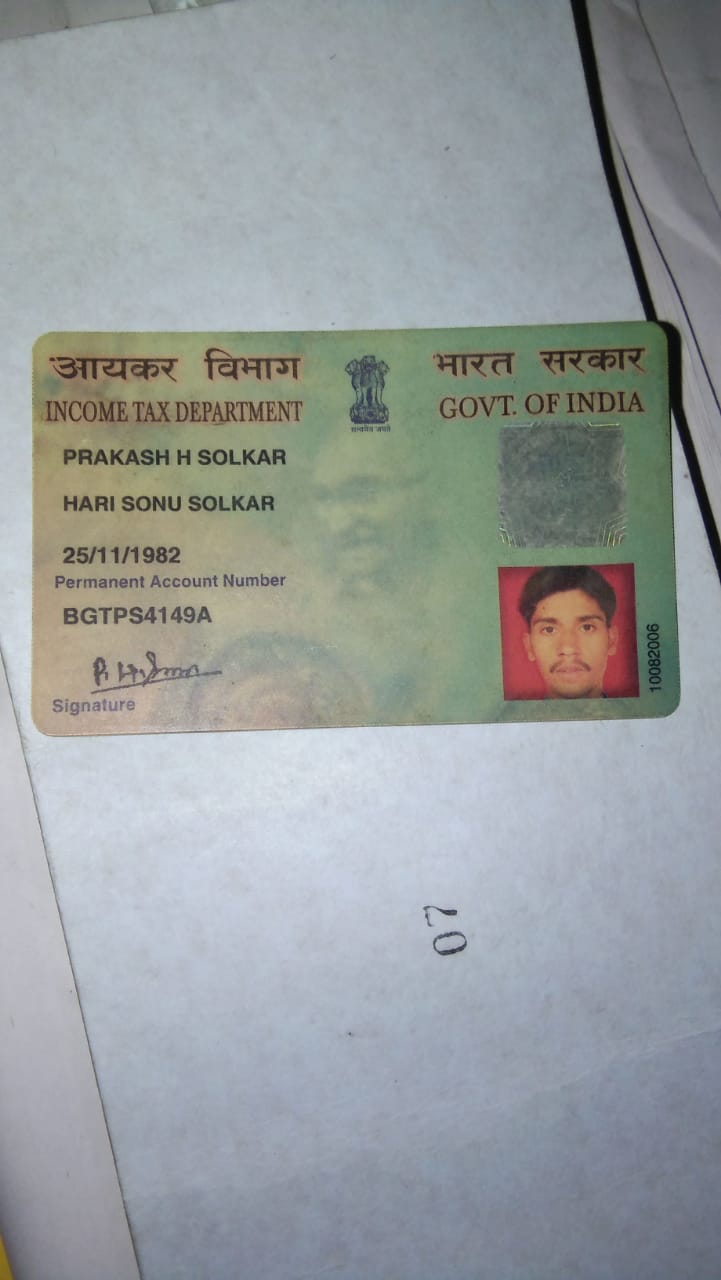 आयकर विभाग
INCOME TAX DEPARTMENT
सत्यमेव जयते
भारत सरकार
GOVT. OF INDIA
PRAKASH H SOLKAR
HARI SONU SOLKAR
25/11/1982
Permanent Account Number
BGTPS4149A
Signature
10082006
07